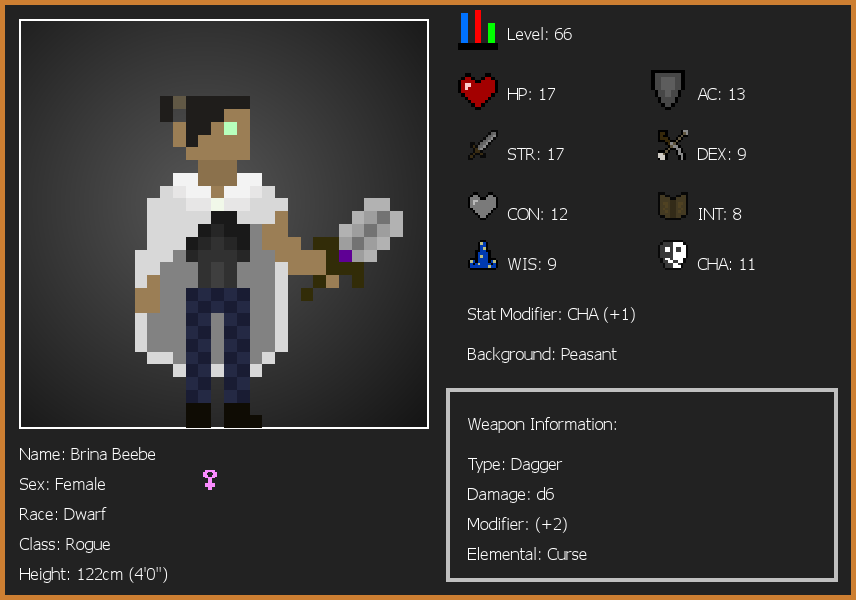 Level: 66
HP: 17
AC: 13
STR: 17
DEX: 9
CON: 12
INT: 8
WIS: 9
CHA: 11
Stat Modifier: CHA (+1)
Background: Peasant
Weapon Information:
Type: Dagger
Damage: d6
Modifier: (+2)
Elemental: Curse
Name: Brina Beebe
Sex: Female
Race: Dwarf
Class: Rogue
Height: 122cm (4'0")